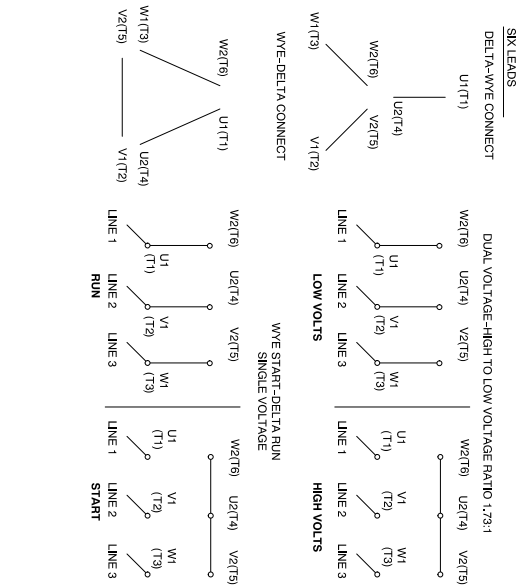 SIX LEADS
DELTA-WYE CONNECT
U1(T1)
U2(T4)
W2(T6)
V2(T5)
W1(T3)
V1(T2)
WYE-DELTA CONNECT
W2(T6)
U1(T1)
W1(T3)
V2(T5)
U2(T4)
V1(T2)
DUAL VOLTAGE-HIGH TO LOW VOLTAGE RATIO 1.73:1
W2(T6) U2(T4) V2(T5)
U1 V1 W1
(T1) (T2) (T3)
LINE 1 LINE 2 LINE 3
LOW VOLTS
W2(T6) U2(T4) V2(T5)
U1 V1 W1
(T1) (T2) (T3)
LINE 1 LINE 2 LINE 3
HIGH VOLTS
WYE START-DELTA RUN
SINGLE VOLTAGE
W2(T6) U2(T4) V2(T5)
U1 V1 W1
(T1) (T2) (T3)
LINE 1 LINE 2 LINE 3
RUN
W2(T6) U2(T4) V2(T5)
U1 V1 W1
(T1) (T2) (T3)
LINE 1 LINE 2 LINE 3
START